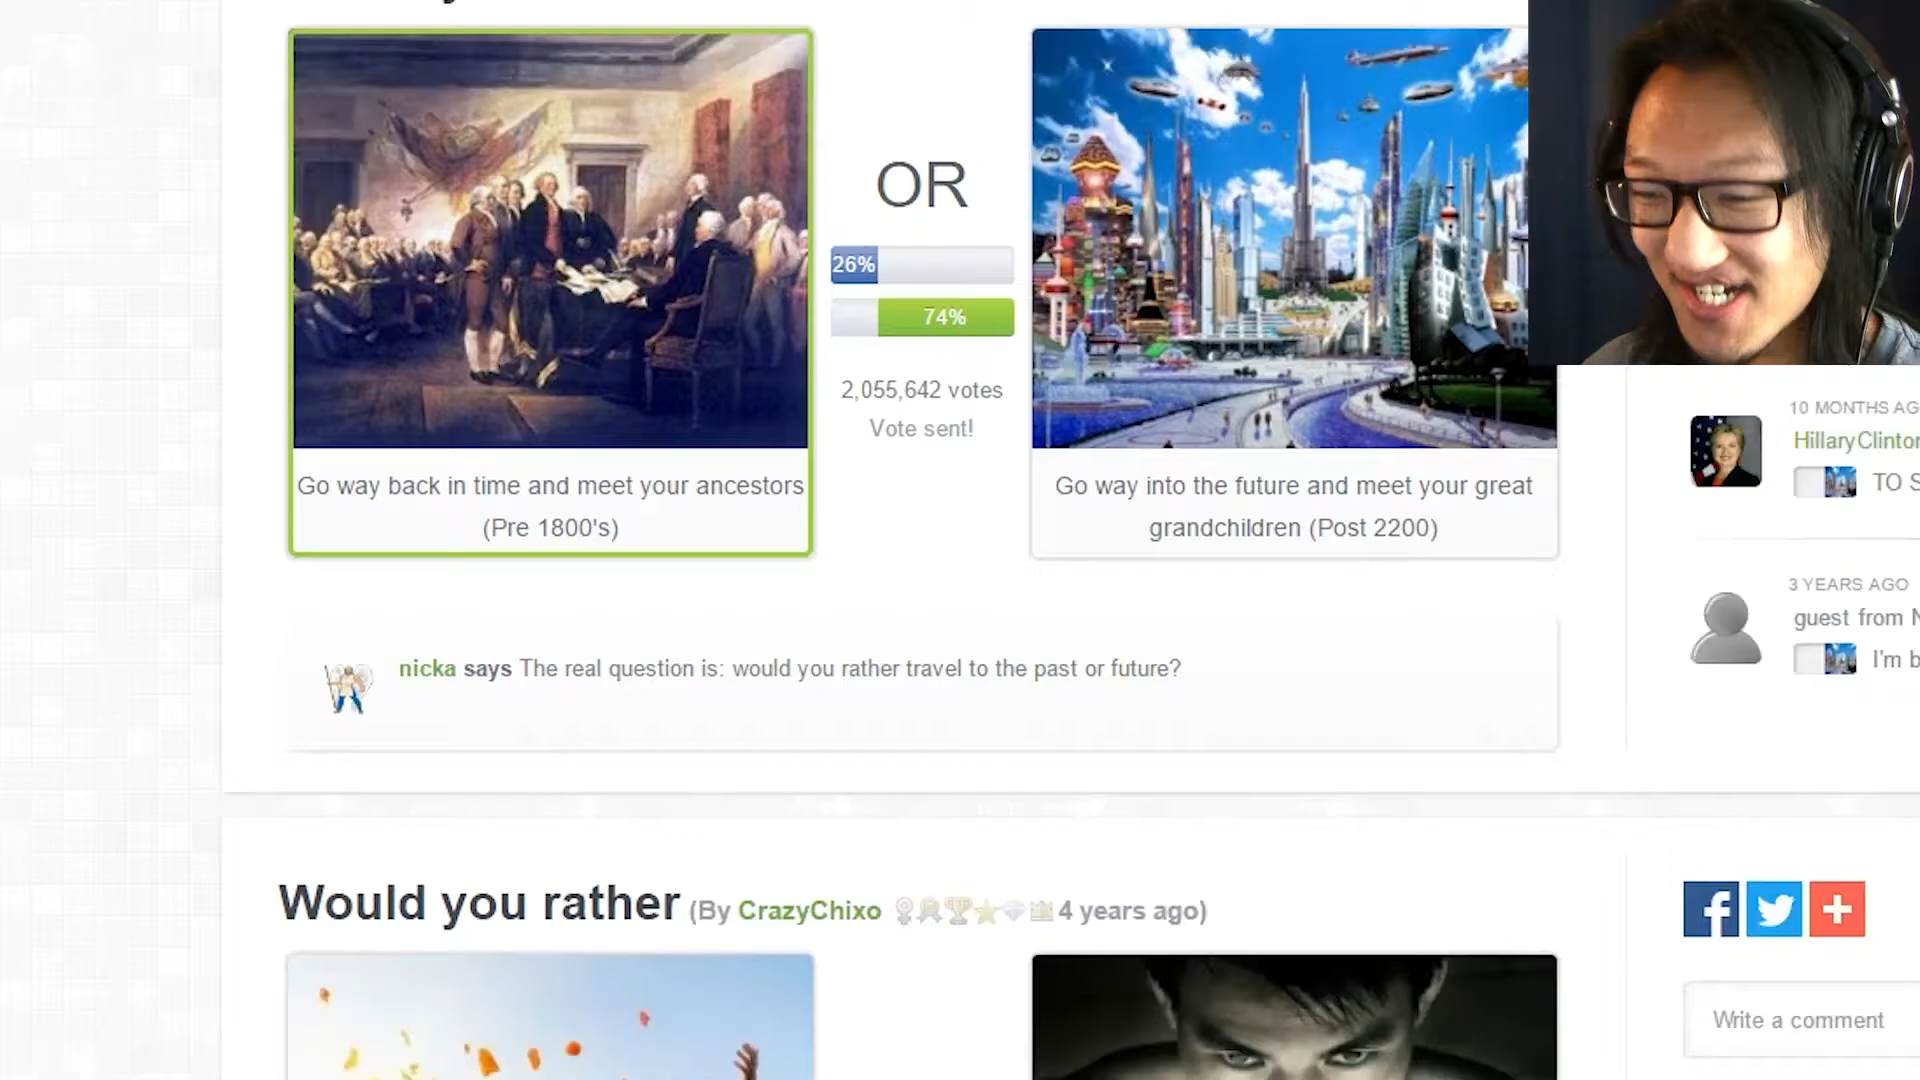 OR
26%
74%
2,055,642 votes
Vote sent!
Go way back in time and meet your ancestors
(Pre 1800's)
Go way into the future and meet your great
grandchildren (Post 2200)
nicka says The real question is: would you rather travel to the past or future?
10 MONTHS AG
HillaryClinton
TO S
3 YEARS AGO
guest from N
I'm b
Would you rather (By CrazyChixo 4 years ago)
Write a comment